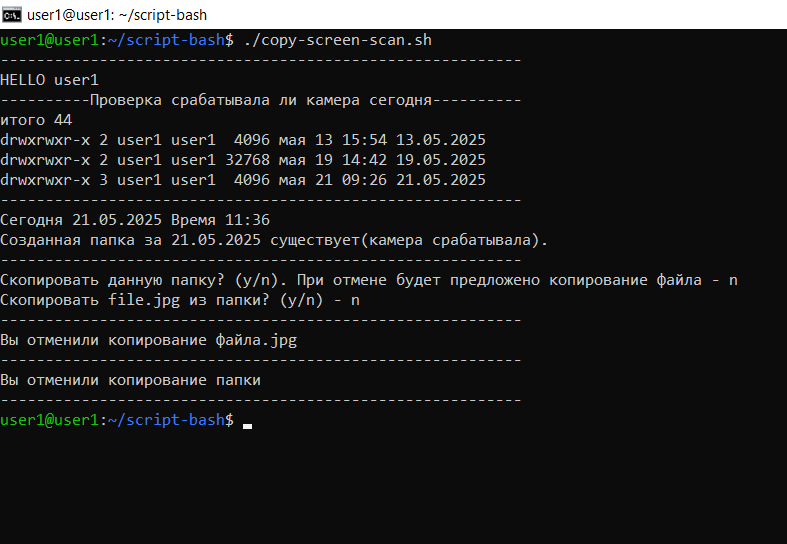 user1@user1: ~/script-bash
user1@user1:~/script-bash$ ./copy-screen-scan.sh
----------------------------------------------------------
HELLO user1
----------Проверка срабатывала ли камера сегодня----------
итого 44
drwxrwxr-x 2 user1 user1  4096 мая 13 15:54 13.05.2025
drwxrwxr-x 2 user1 user1 32768 мая 19 14:42 19.05.2025
drwxrwxr-x 3 user1 user1  4096 мая 21 09:26 21.05.2025
----------------------------------------------------------
Сегодня 21.05.2025 Время 11:36
Созданная папка за 21.05.2025 существует(камера срабатывала).
----------------------------------------------------------
Скопировать данную папку? (y/n). При отмене будет предложено копирование файла - n
Скопировать file.jpg из папки? (y/n) - n
----------------------------------------------------------
Вы отменили копирование файла.jpg
----------------------------------------------------------
Вы отменили копирование папки
----------------------------------------------------------
user1@user1:~/script-bash$